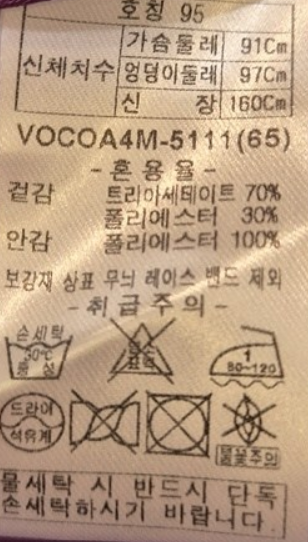 호칭 95
신체치수
가슴둘레 91Cm
엉덩이둘레 97Cm
신 장 160Cm
VOCOA4M-5111(65)
- 혼 용 율 -
겉감 트리아세테이트 70%
폴리에스터 30%
안감 폴리에스터 100%
보강재 상표 무늬 레이스 밴드 제외
- 취 급 주 의 -
손세탁
30°C
중 성
1
80~120
드라이
석유계
불꽃주의
물세탁 시 반드시 단독
손세탁하시기 바랍니다.